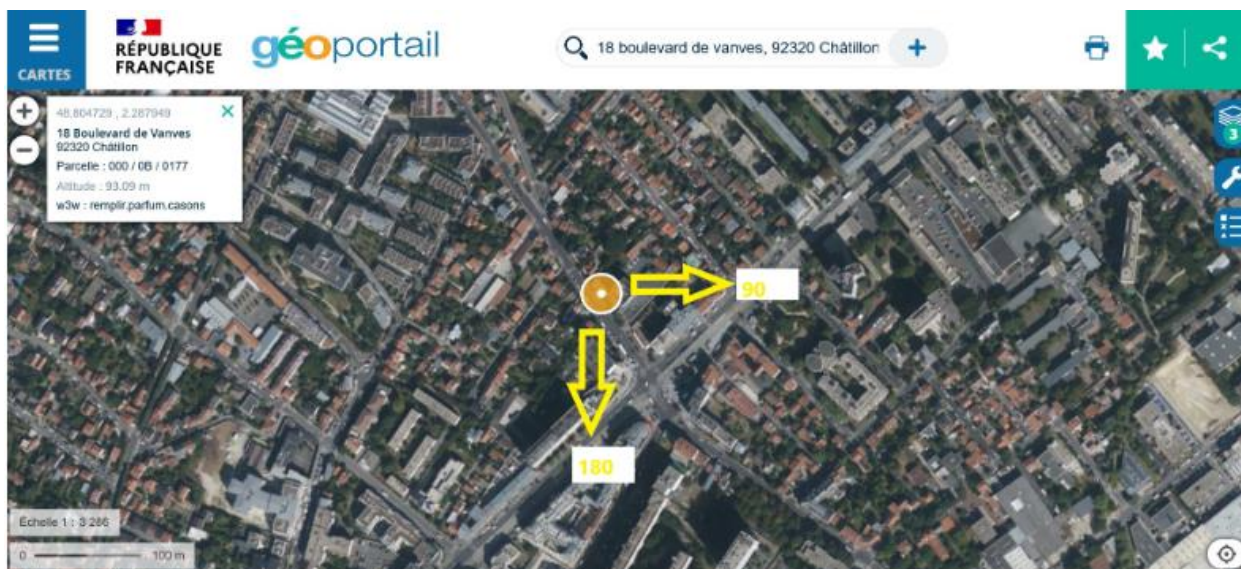 RÉPUBLIQUE
FRANÇAISE
géoportail
18 boulevard de vanves, 92320 Châtillon
CARTES
48.804729 , 2.287949
18 Boulevard de Vanves
92320 Châtillon
Parcelle : 000 / 0B / 0177
Altitude : 93.09 m
w3w : remplir.parfum.casons
3
90
180
Echelle 1 : 3 286
0
100 m